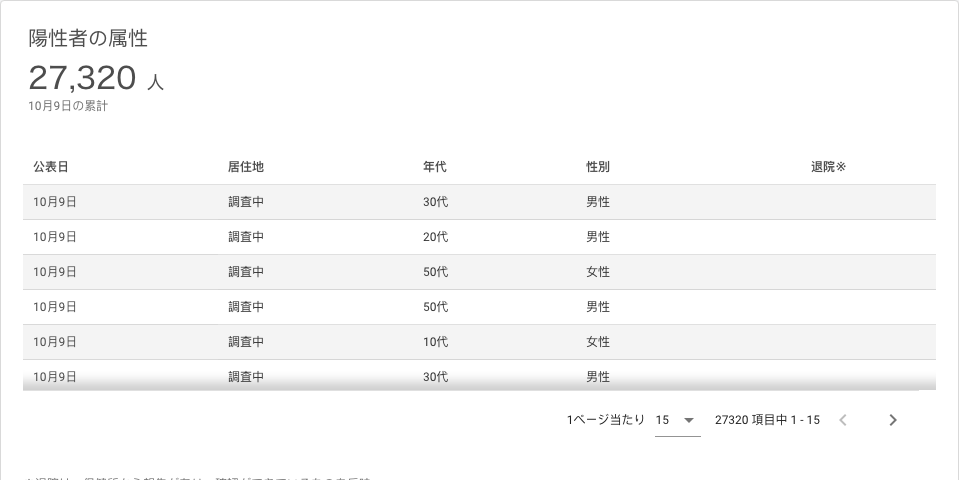 陽性者の属性
27,320 人
10月9日の累計
公表日 居住地 年代 性別 退院※
10月9日 調査中 30代 男性
10月9日 調査中 20代 男性
10月9日 調査中 50代 女性
10月9日 調査中 50代 男性
10月9日 調査中 10代 女性
10月9日 調査中 30代 男性
1ページ当たり 15 27320 項目中 1 - 15